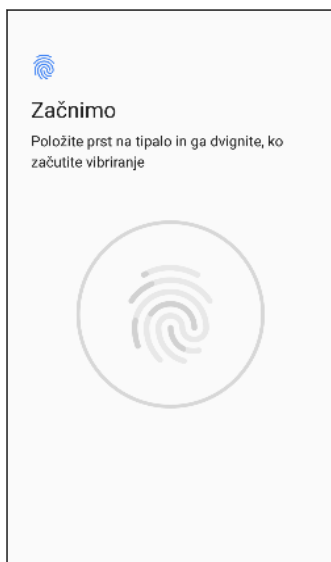 Začnimo
Položite prst na tipalo in ga dvignite, ko
začutite vibriranje